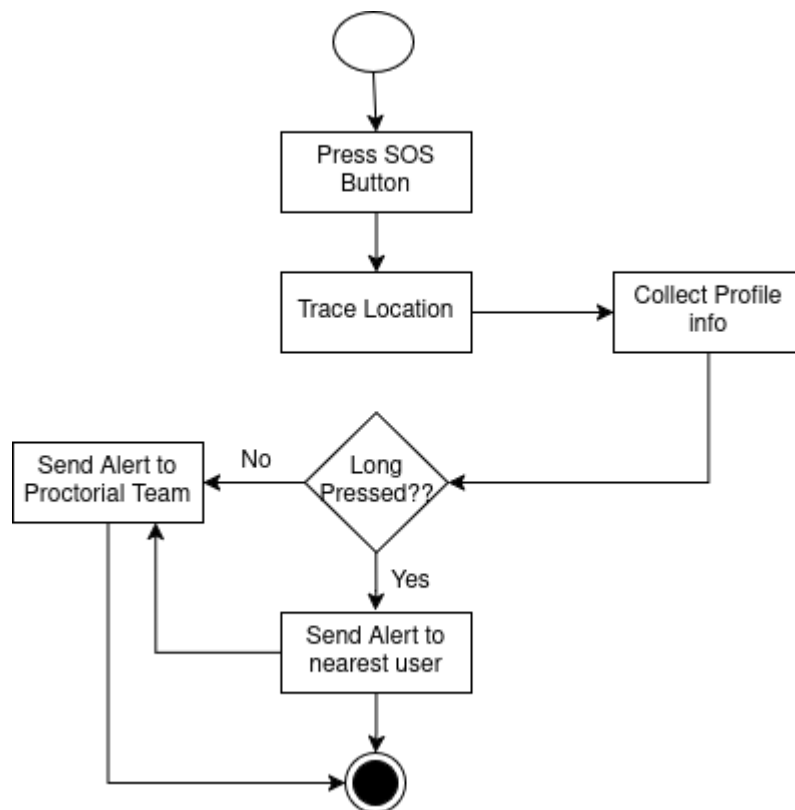 Press SOS
Button
Trace Location
Collect Profile
info
Long
Pressed??
No
Send Alert to
Proctorial Team
Yes
Send Alert to
nearest user